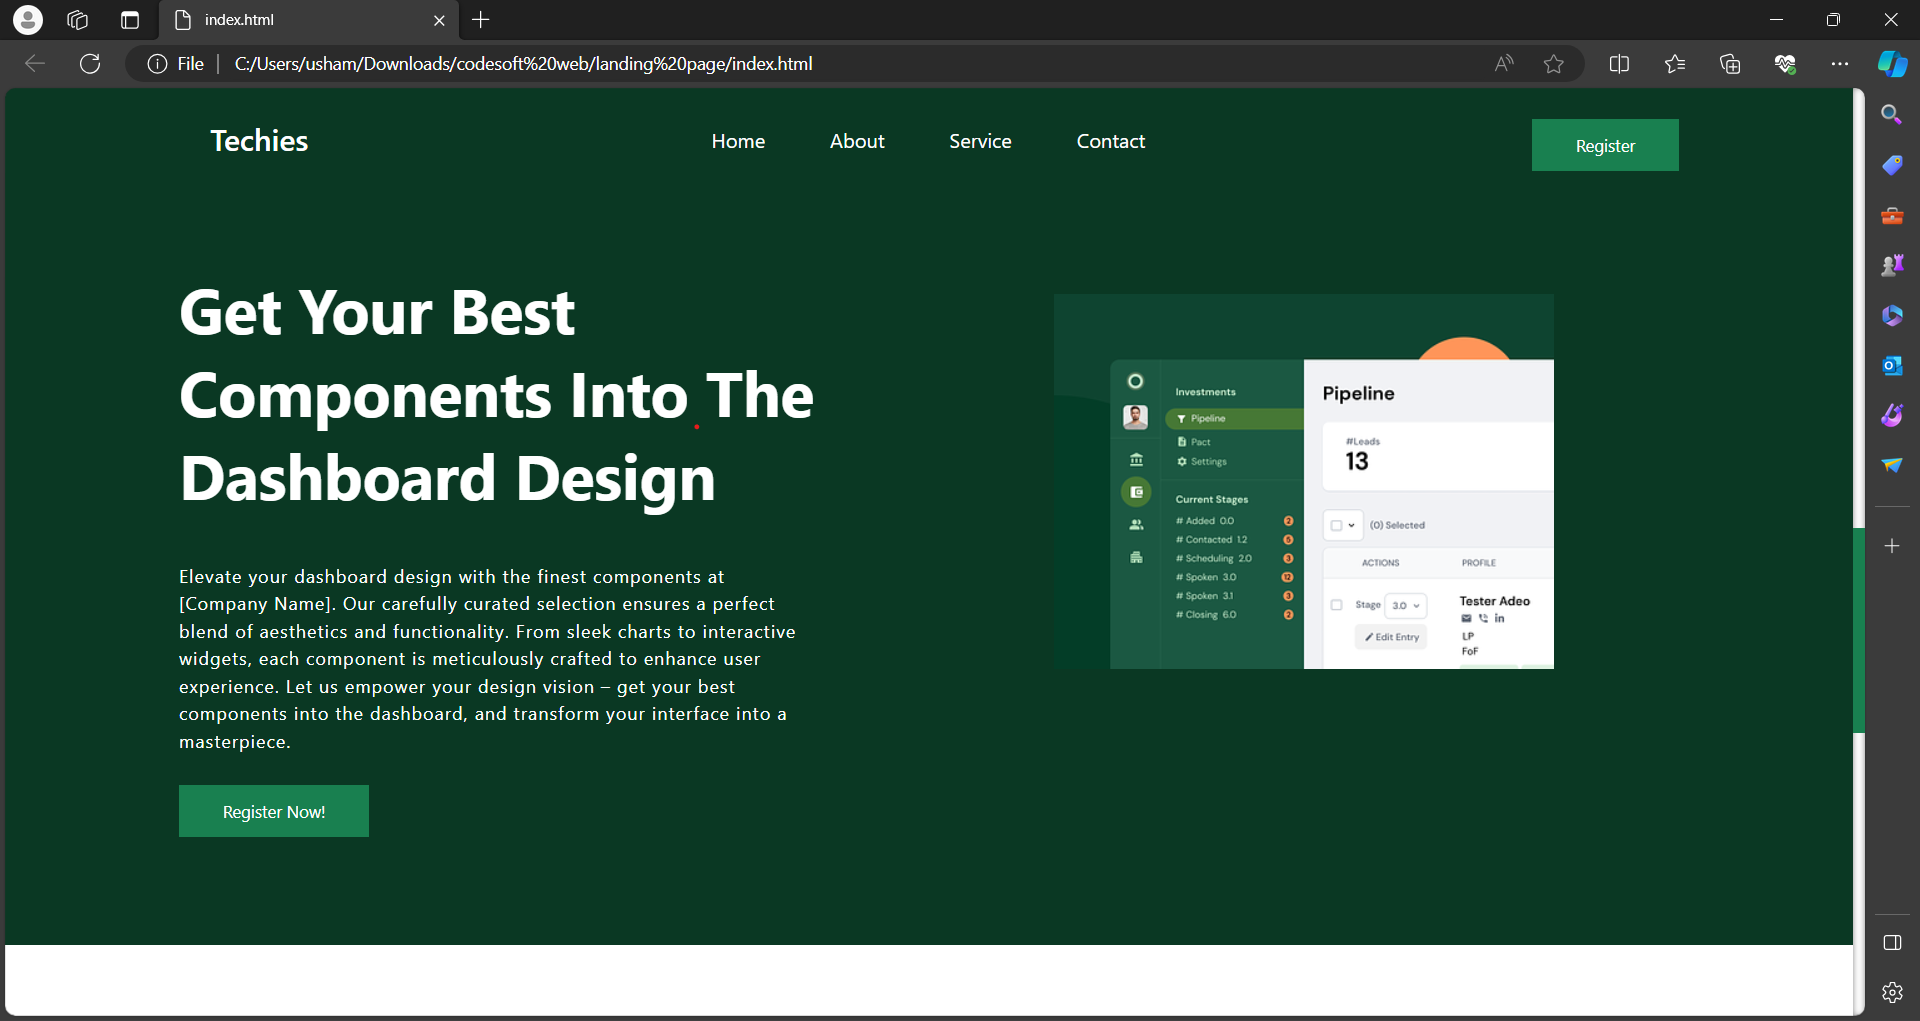 index.html
File
C:/Users/usham/Downloads/codesoft%20web/landing%20page/index.html
Techies
Home
About
Service
Contact
Register
Get Your Best
Components Into The
Dashboard Design
Elevate your dashboard design with the finest components at
[Company Name]. Our carefully curated selection ensures a perfect
blend of aesthetics and functionality. From sleek charts to interactive
widgets, each component is meticulously crafted to enhance user
experience. Let us empower your design vision – get your best
components into the dashboard, and transform your interface into a
masterpiece.
Register Now!
Investments
Pipeline
Pact
Settings
Current Stages
# Added 0.0 2
# Contacted 1.2 5
# Scheduling 2.0 3
# Spoken 3.0 12
# Spoken 3.1 3
# Closing 6.0 2
Pipeline
#Leads
13
(0) Selected
ACTIONS PROFILE
Stage 3.0
Edit Entry
Tester Adeo
in
LP
FoF